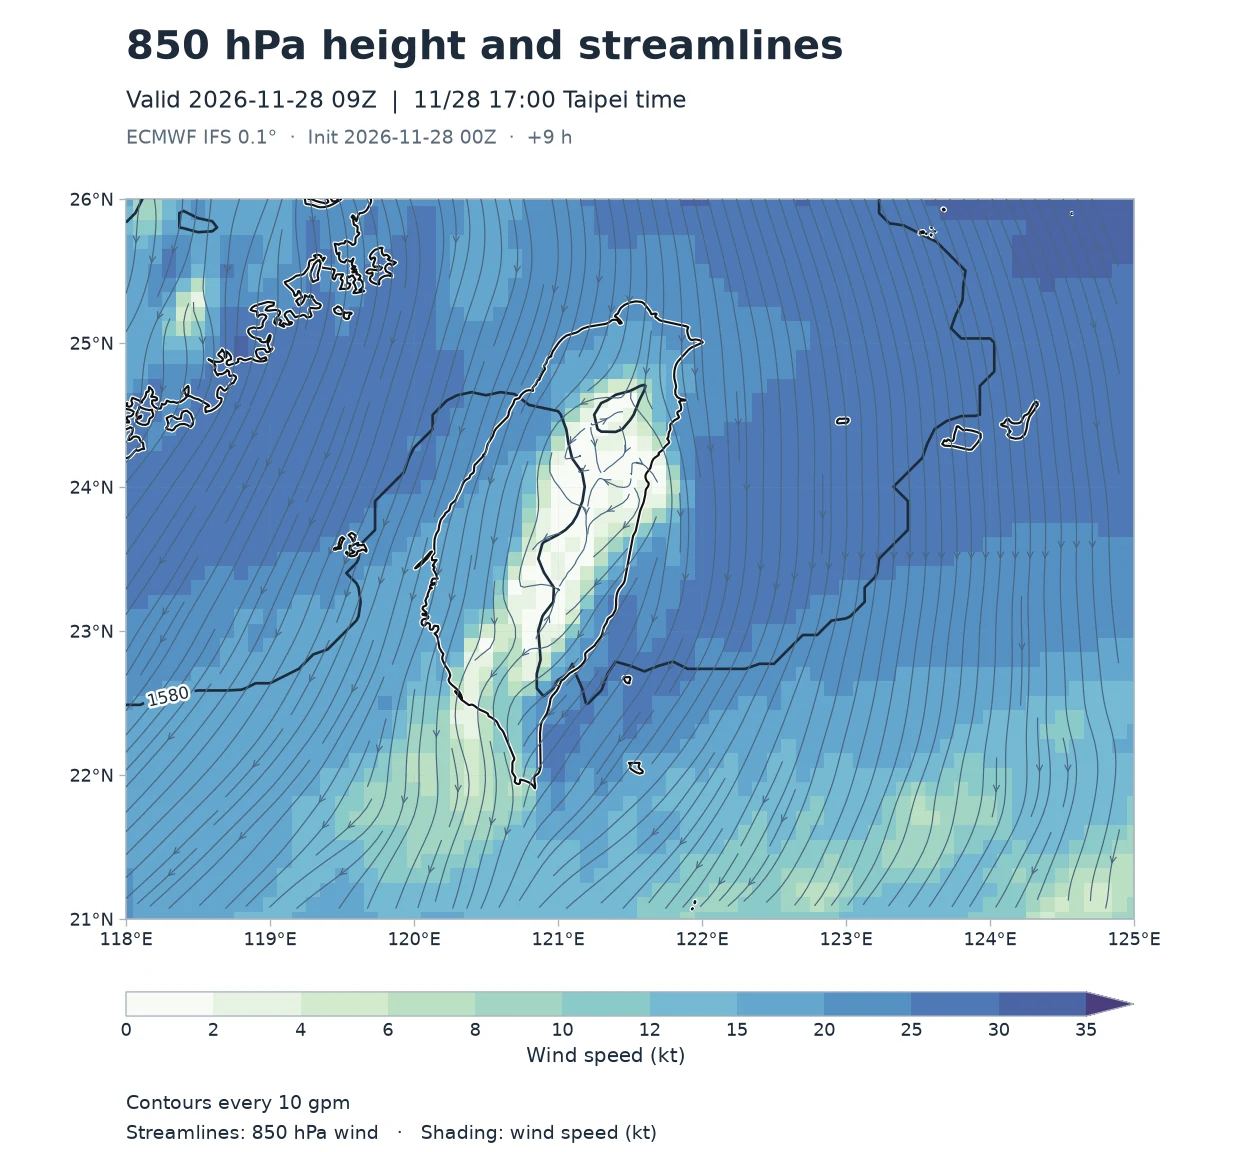 850 hPa height and streamlines
Valid 2026-11-28 09Z | 11/28 17:00 Taipei time
ECMWF IFS 0.1° · Init 2026-11-28 00Z · +9 h
26°N
25°N
24°N
23°N
22°N
21°N
1580
118°E 119°E 120°E 121°E 122°E 123°E 124°E 125°E
0 2 4 6 8 10 12 15 20 25 30 35
Wind speed (kt)
Contours every 10 gpm
Streamlines: 850 hPa wind · Shading: wind speed (kt)